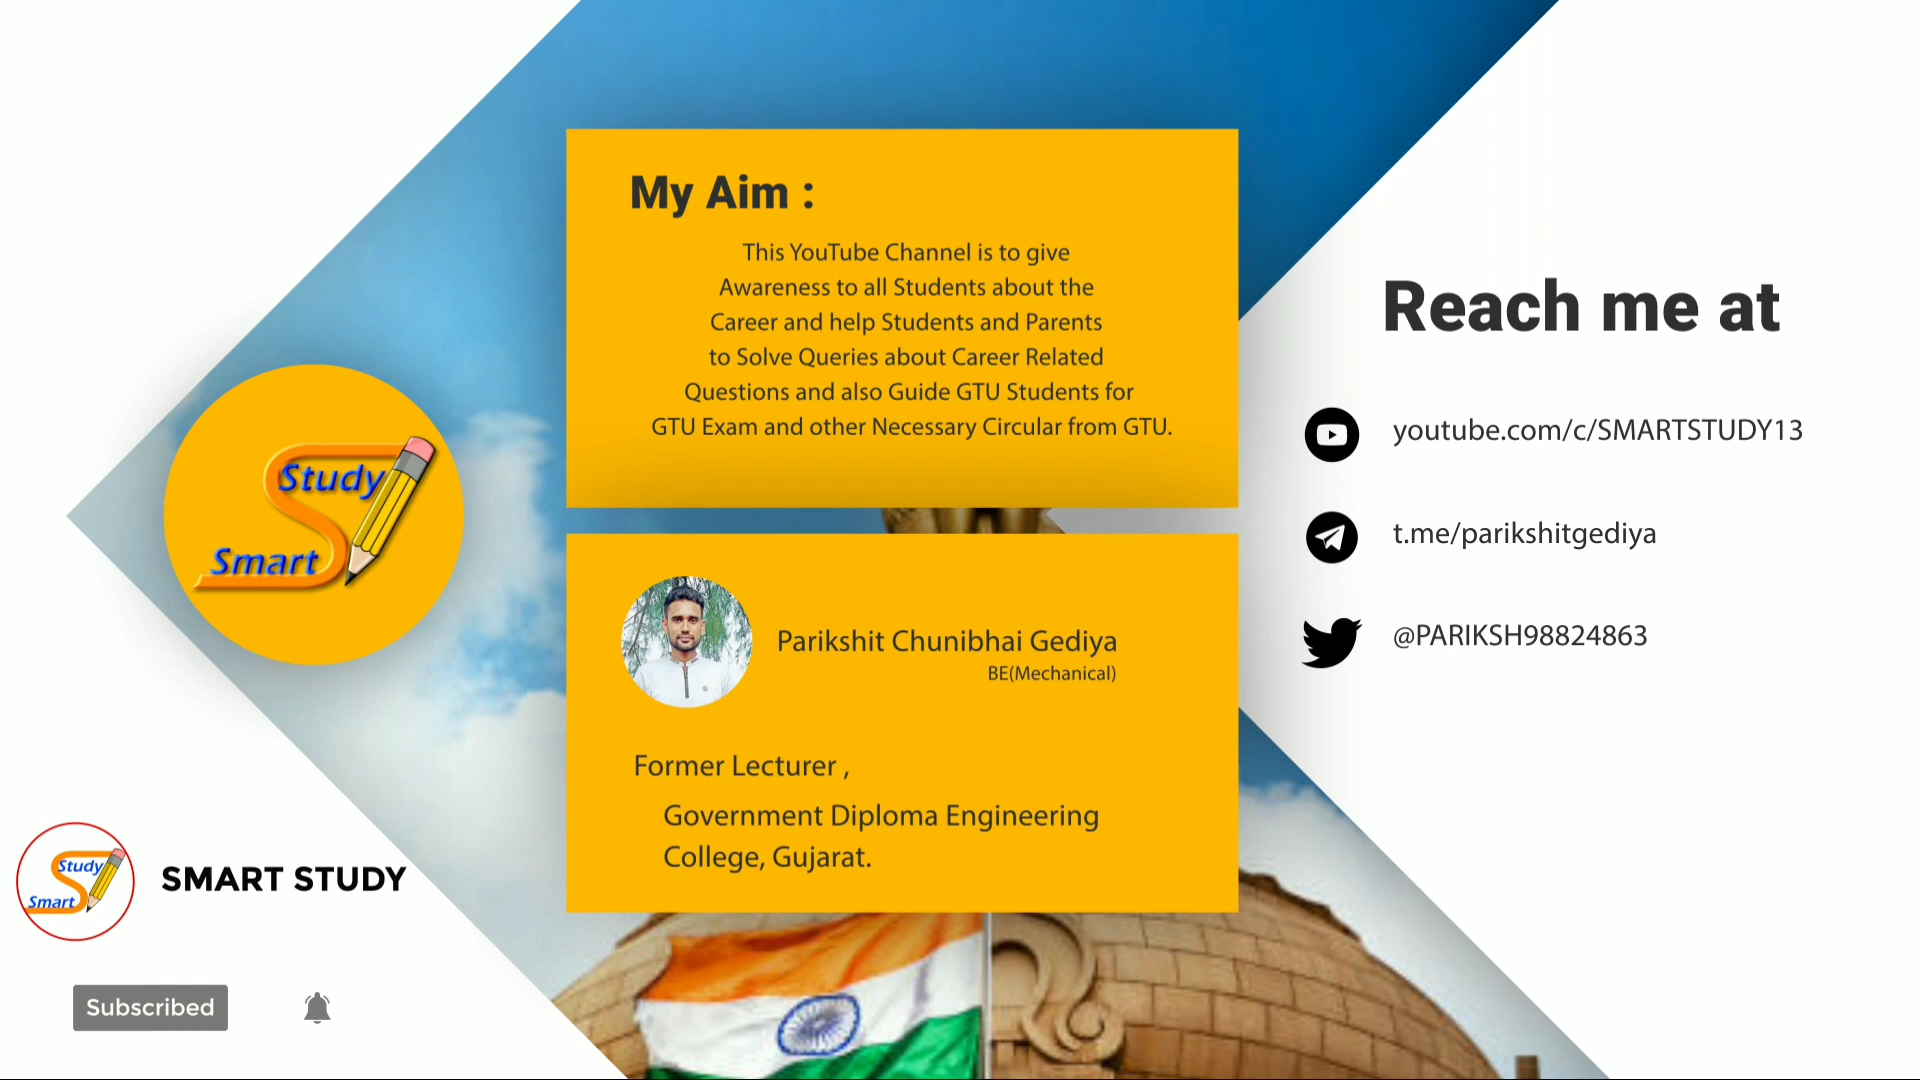 My Aim :
This YouTube Channel is to give
Awareness to all Students about the
Career and help Students and Parents
to Solve Queries about Career Related
Questions and also Guide GTU Students for
GTU Exam and other Necessary Circular from GTU.
Study
Smart
Parikshit Chunibhai Gediya
BE(Mechanical)
Former Lecturer ,
Government Diploma Engineering
College, Gujarat.
Reach me at
youtube.com/c/SMARTSTUDY13
t.me/parikshitgediya
@PARIKSH98824863
Study
Smart
SMART STUDY
Subscribed